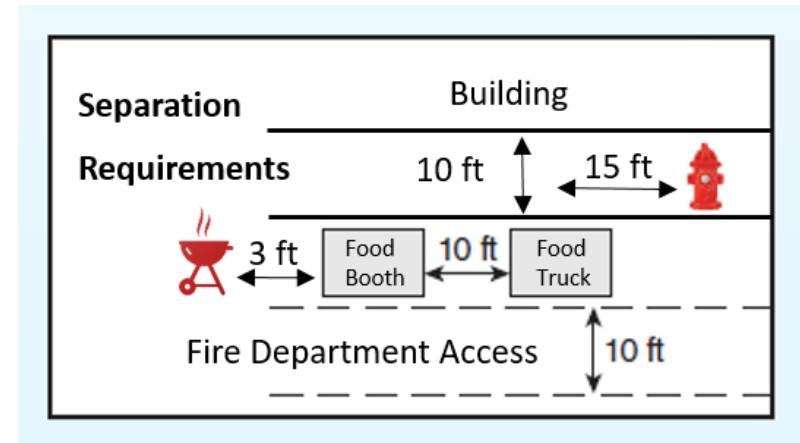 Separation
Building
Requirements
10 ft
15 ft
3 ft
Food
Booth
10 ft
Food
Truck
Fire Department Access
10 ft